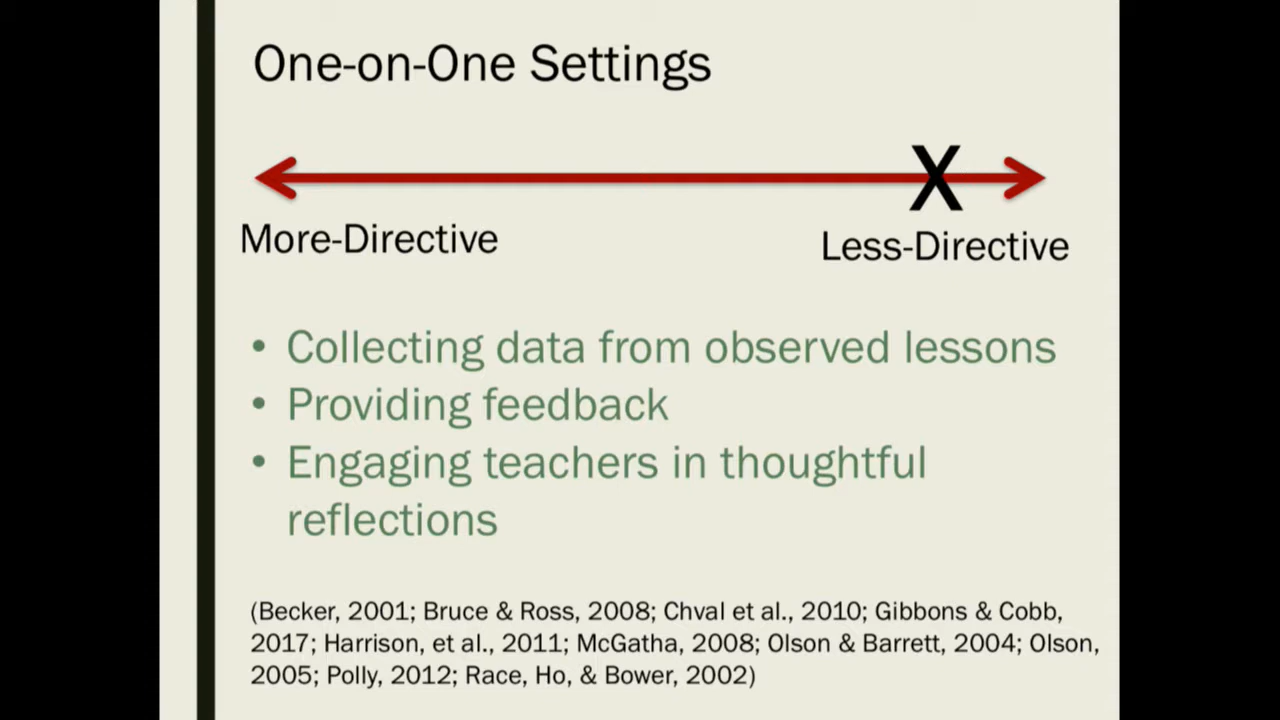 One-on-One Settings
X
More-Directive
Less-Directive
• Collecting data from observed lessons
• Providing feedback
• Engaging teachers in thoughtful
reflections
(Becker, 2001; Bruce & Ross, 2008; Chval et al., 2010; Gibbons & Cobb,
2017; Harrison, et al., 2011; McGatha, 2008; Olson & Barrett, 2004; Olson,
2005; Polly, 2012; Race, Ho, & Bower, 2002)